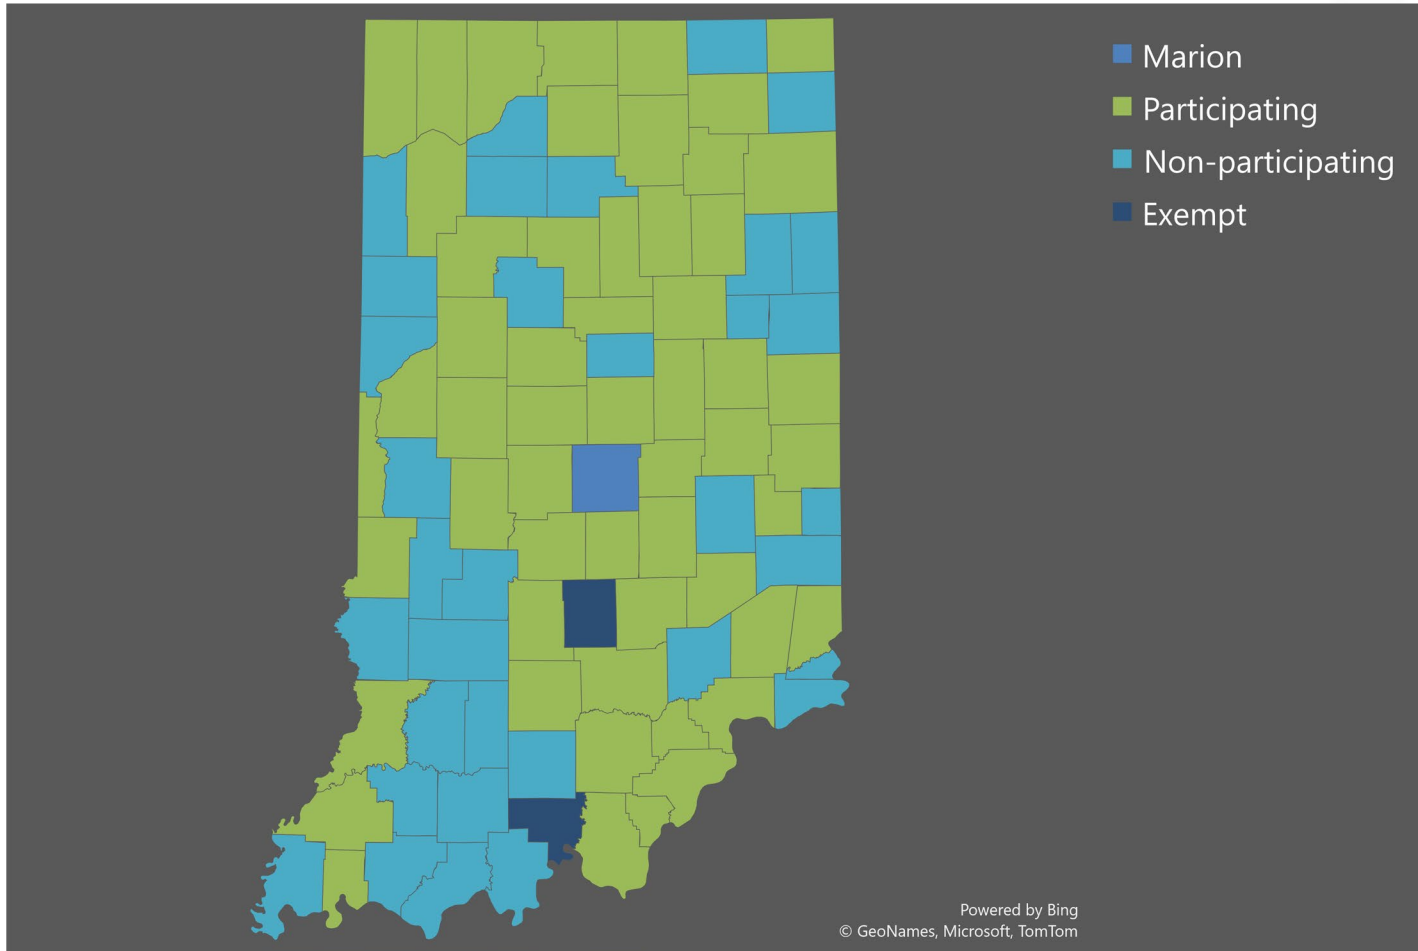 Marion
Participating
Non-participating
Exempt
Powered by Bing
© GeoNames, Microsoft, TomTom